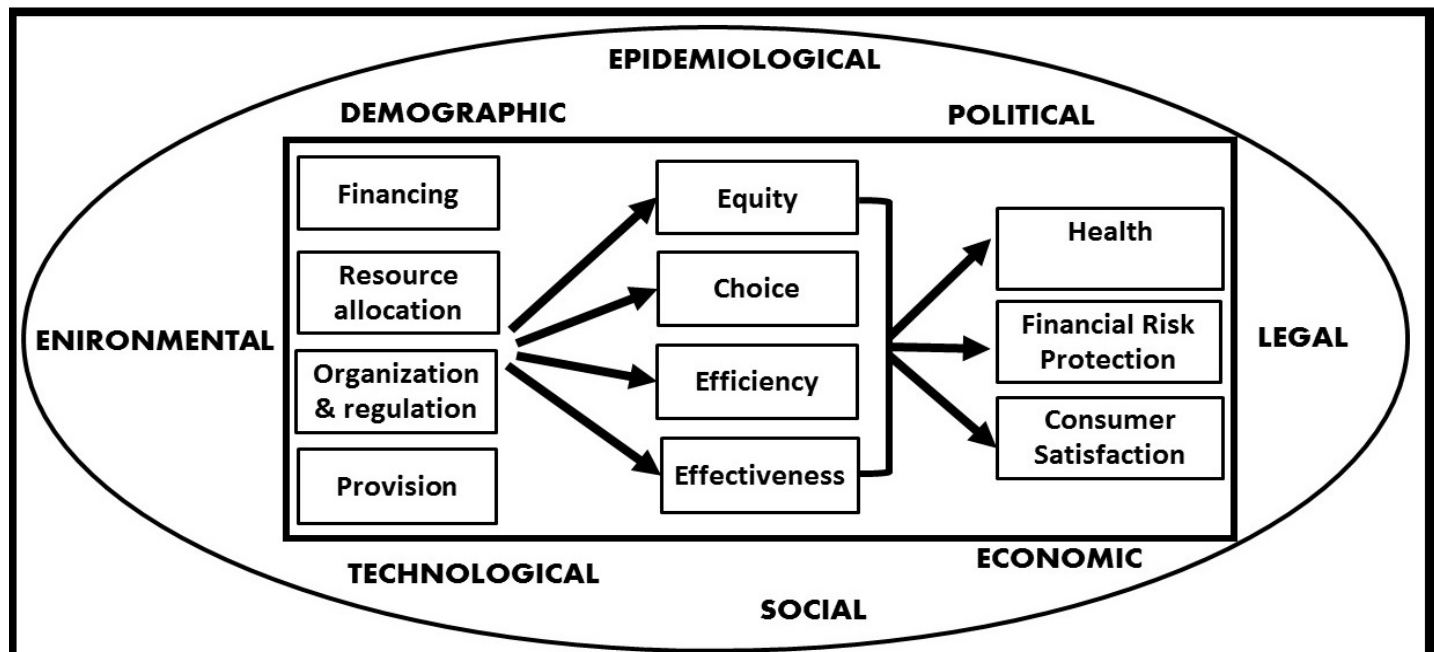 EPIDEMIOLOGICAL
DEMOGRAPHIC
POLITICAL
Financing
Equity
Health
Resource
allocation
Choice
Financial Risk
Protection
ENIRONMENTAL
LEGAL
Organization
& regulation
Efficiency
Consumer
Satisfaction
Provision
Effectiveness
TECHNOLOGICAL
ECONOMIC
SOCIAL